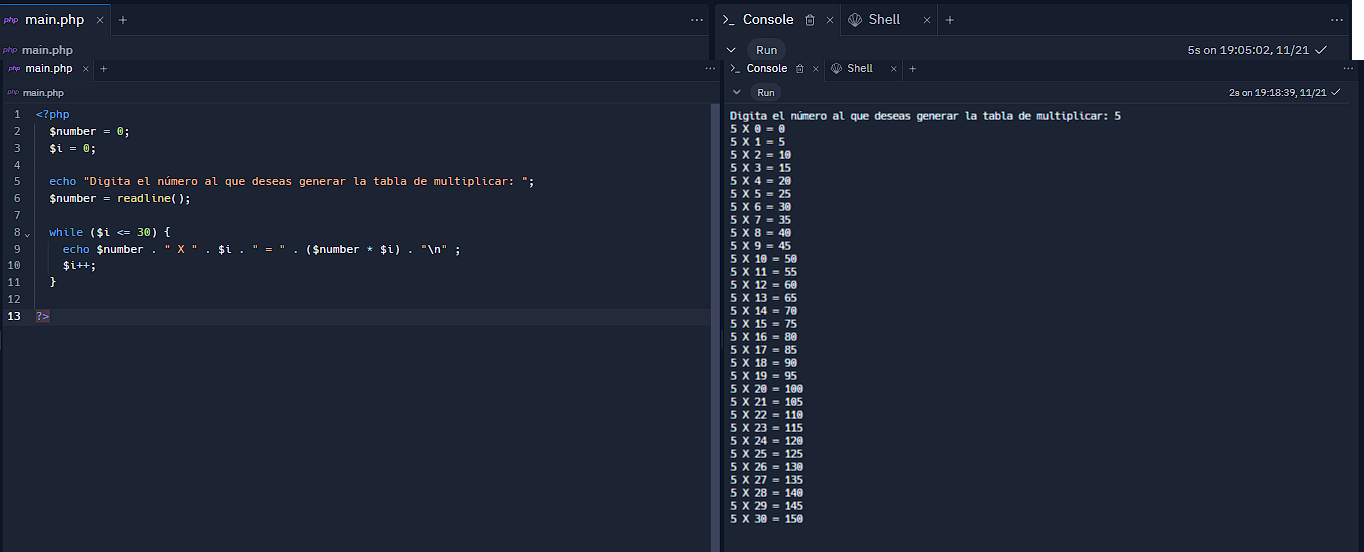 php main.php × +
php main.php
php main.php × +
php main.php
1 <?php
2 $number = 0;
3 $i = 0;
4
5 echo "Digita el número al que deseas generar la tabla de multiplicar: ";
6 $number = readline();
7
8 while ($i <= 30) {
9 echo $number . " X " . $i . " = " . ($number * $i) . "\n" ;
10 $i++;
11 }
12
13 ?>
>_ Console × Shell × +
Run 5s on 19:05:02, 11/21
>_ Console × Shell × +
Run 2s on 19:18:39, 11/21
Digita el número al que deseas generar la tabla de multiplicar: 5
5 X 0 = 0
5 X 1 = 5
5 X 2 = 10
5 X 3 = 15
5 X 4 = 20
5 X 5 = 25
5 X 6 = 30
5 X 7 = 35
5 X 8 = 40
5 X 9 = 45
5 X 10 = 50
5 X 11 = 55
5 X 12 = 60
5 X 13 = 65
5 X 14 = 70
5 X 15 = 75
5 X 16 = 80
5 X 17 = 85
5 X 18 = 90
5 X 19 = 95
5 X 20 = 100
5 X 21 = 105
5 X 22 = 110
5 X 23 = 115
5 X 24 = 120
5 X 25 = 125
5 X 26 = 130
5 X 27 = 135
5 X 28 = 140
5 X 29 = 145
5 X 30 = 150